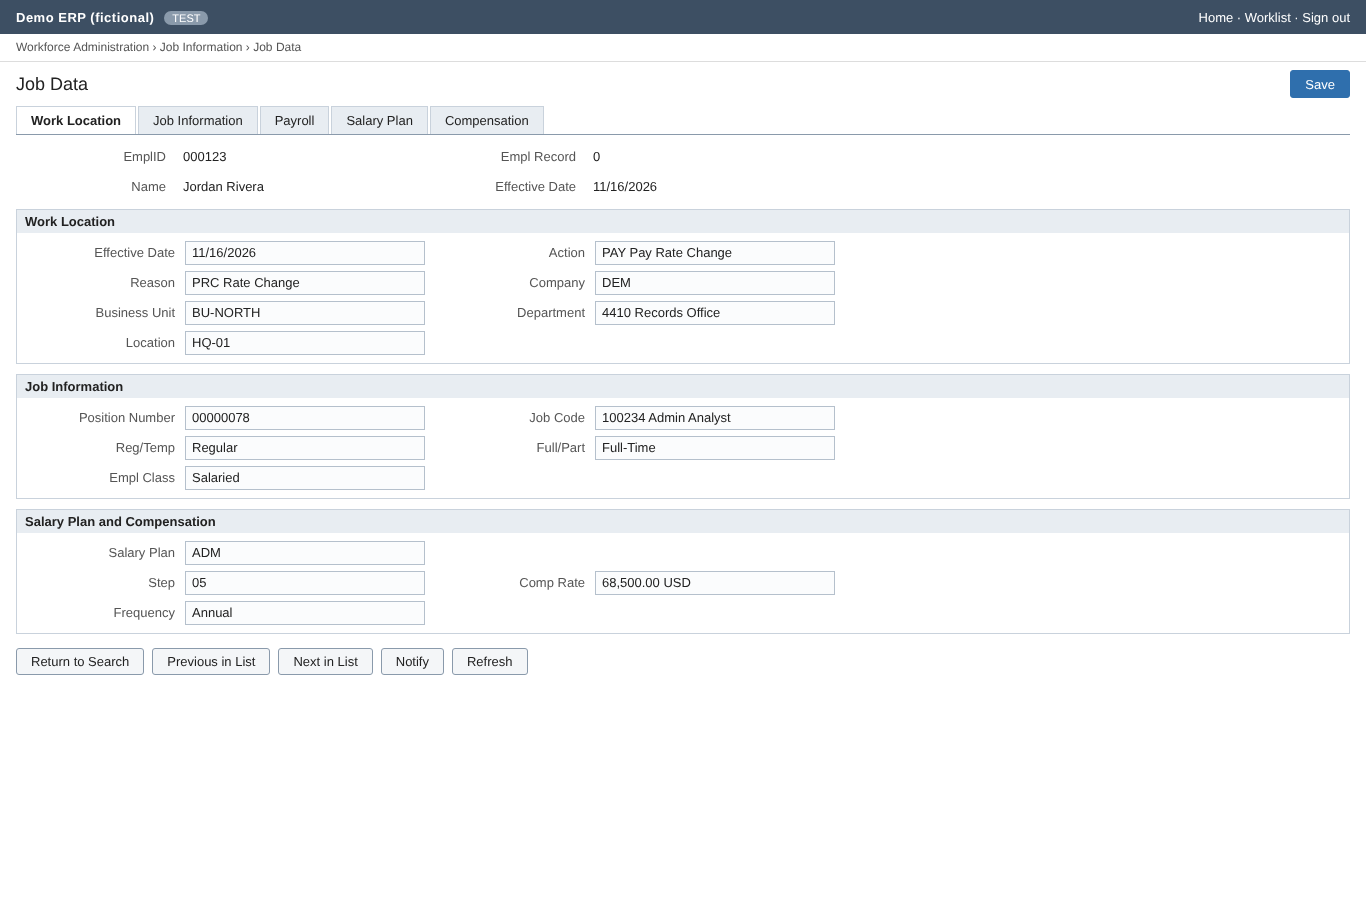 Demo ERP (fictional) TEST Home · Worklist · Sign out
Workforce Administration › Job Information › Job Data
Job Data Save
Work Location Job Information Payroll Salary Plan Compensation
EmplID 000123 Empl Record 0
Name Jordan Rivera Effective Date 11/16/2026
Work Location
Effective Date 11/16/2026 Action PAY Pay Rate Change
Reason PRC Rate Change Company DEM
Business Unit BU-NORTH Department 4410 Records Office
Location HQ-01
Job Information
Position Number 00000078 Job Code 100234 Admin Analyst
Reg/Temp Regular Full/Part Full-Time
Empl Class Salaried
Salary Plan and Compensation
Salary Plan ADM
Step 05 Comp Rate 68,500.00 USD
Frequency Annual
Return to Search Previous in List Next in List Notify Refresh